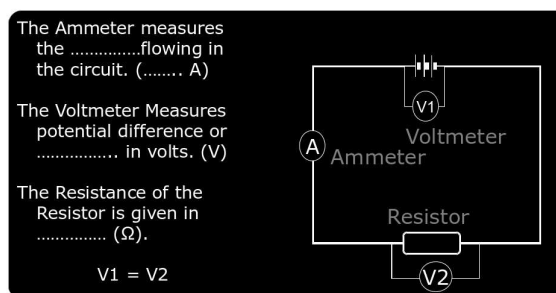 The Ammeter measures
the ...............flowing in
the circuit. (........ A)
The Voltmeter Measures
potential difference or
................. in volts. (V)
The Resistance of the
Resistor is given in
.............. (Ω).
V1 = V2
V1
Voltmeter
A
Ammeter
Resistor
V2